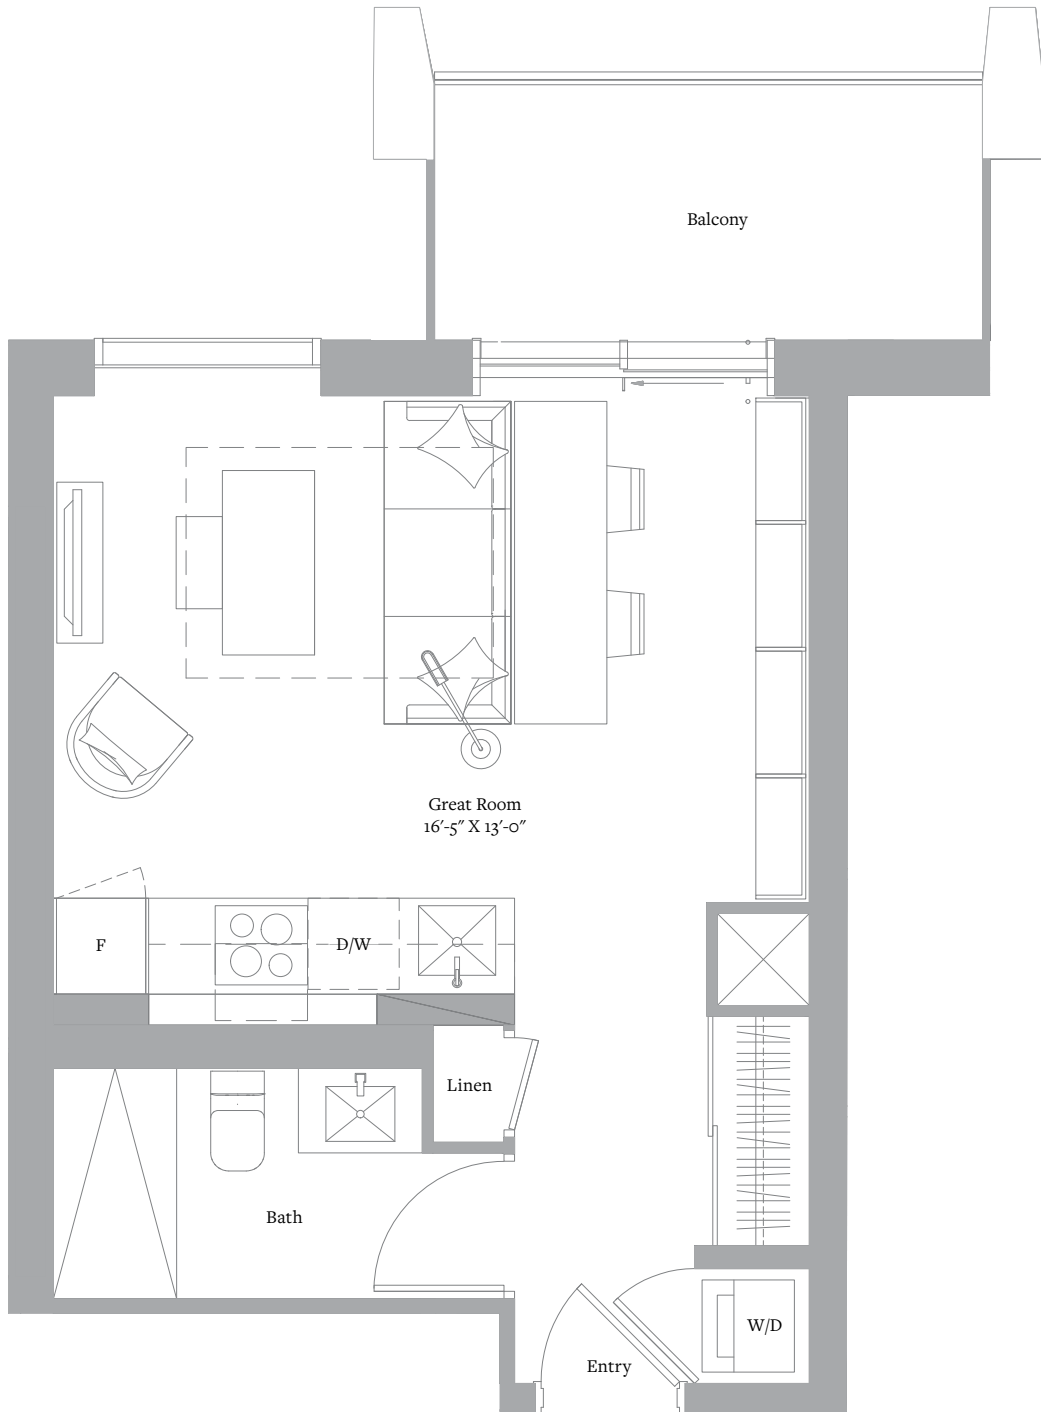 Balcony
Great Room
16′-5″ X 13′-0″
F
D/W
Linen
Bath
W/D
Entry